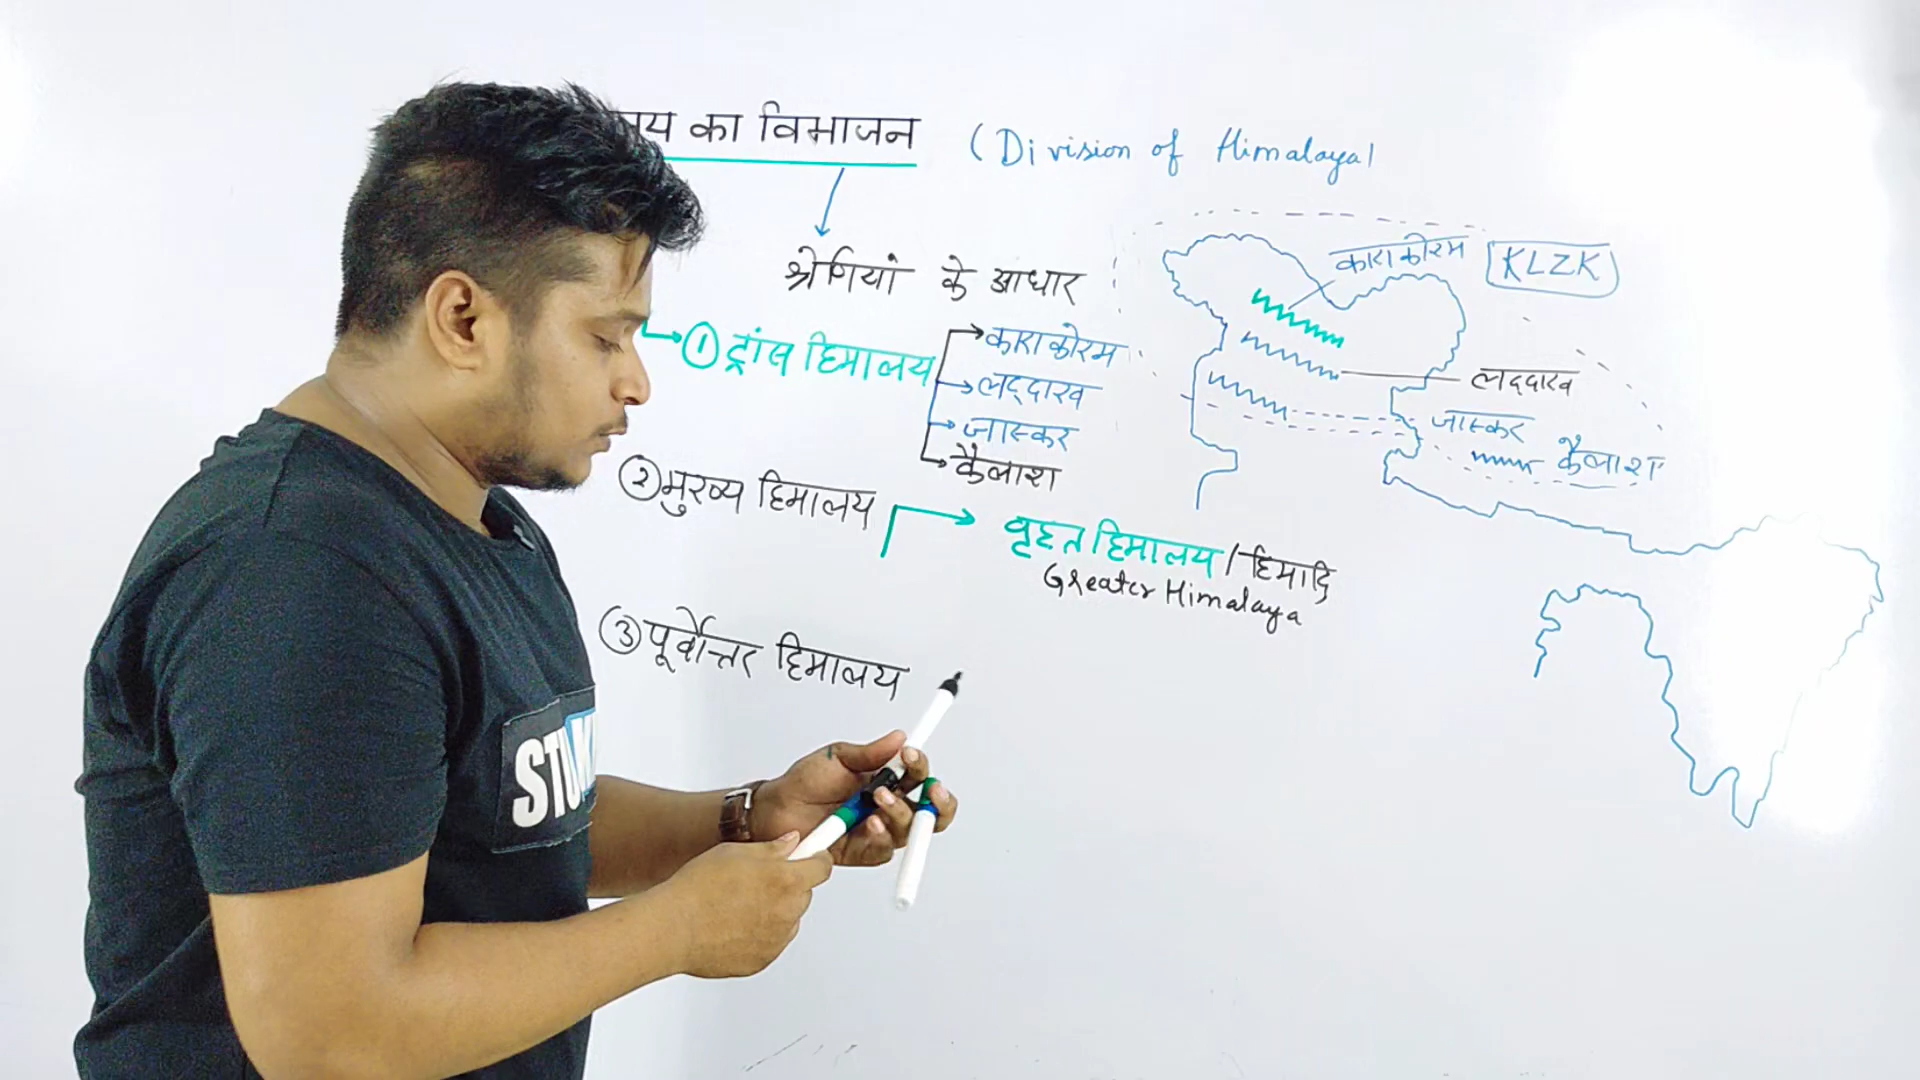 का विभाजन (Division of Himalaya)
श्रेणियां के आधार
काराकोरम KLZK
① ट्रांस हिमालय
काराकोरम
लद्दाख
जास्कर
कैलाश
लद्दाख
जास्कर
कैलाश
② मुख्य हिमालय
वृहत हिमालय / हिमाद्रि
Greater Himalaya
③ पूर्वोत्तर हिमालय